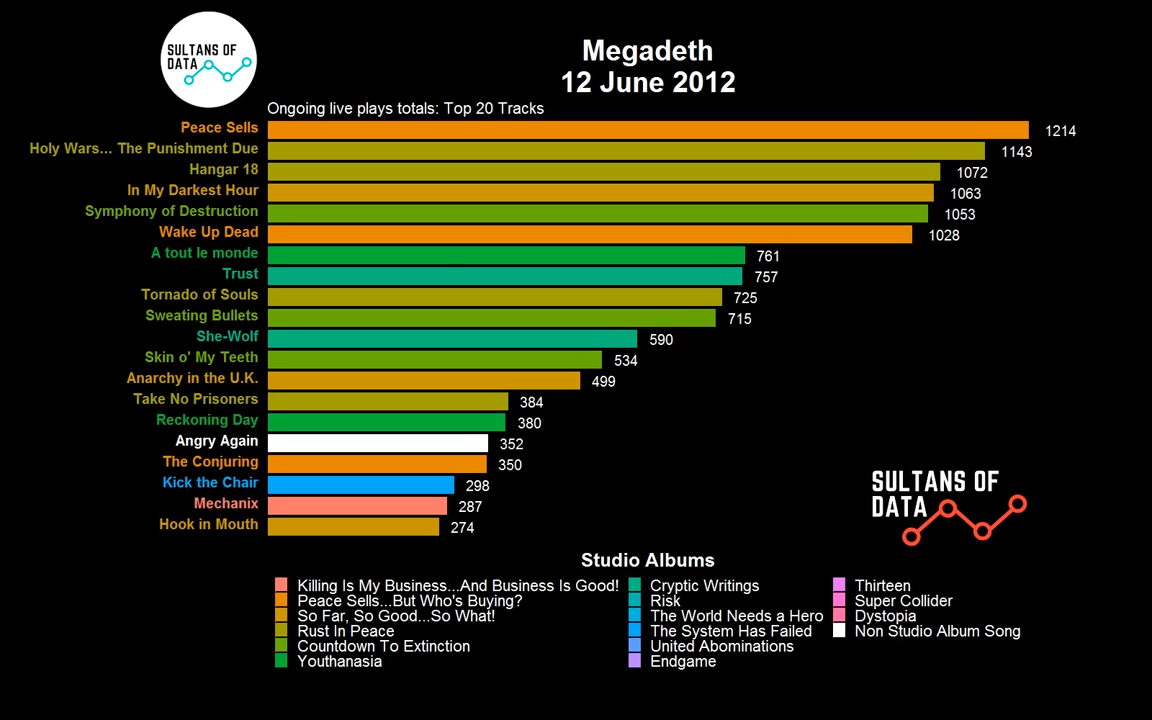 SULTANS OF
DATA
Megadeth
12 June 2012
Ongoing live plays totals: Top 20 Tracks
Peace Sells 1214
Holy Wars... The Punishment Due 1143
Hangar 18 1072
In My Darkest Hour 1063
Symphony of Destruction 1053
Wake Up Dead 1028
A tout le monde 761
Trust 757
Tornado of Souls 725
Sweating Bullets 715
She-Wolf 590
Skin o' My Teeth 534
Anarchy in the U.K. 499
Take No Prisoners 384
Reckoning Day 380
Angry Again 352
The Conjuring 350
Kick the Chair 298
Mechanix 287
Hook in Mouth 274
SULTANS OF
DATA
Studio Albums
Killing Is My Business...And Business Is Good!
Peace Sells...But Who's Buying?
So Far, So Good...So What!
Rust In Peace
Countdown To Extinction
Youthanasia
Cryptic Writings
Risk
The World Needs a Hero
The System Has Failed
United Abominations
Endgame
Thirteen
Super Collider
Dystopia
Non Studio Album Song